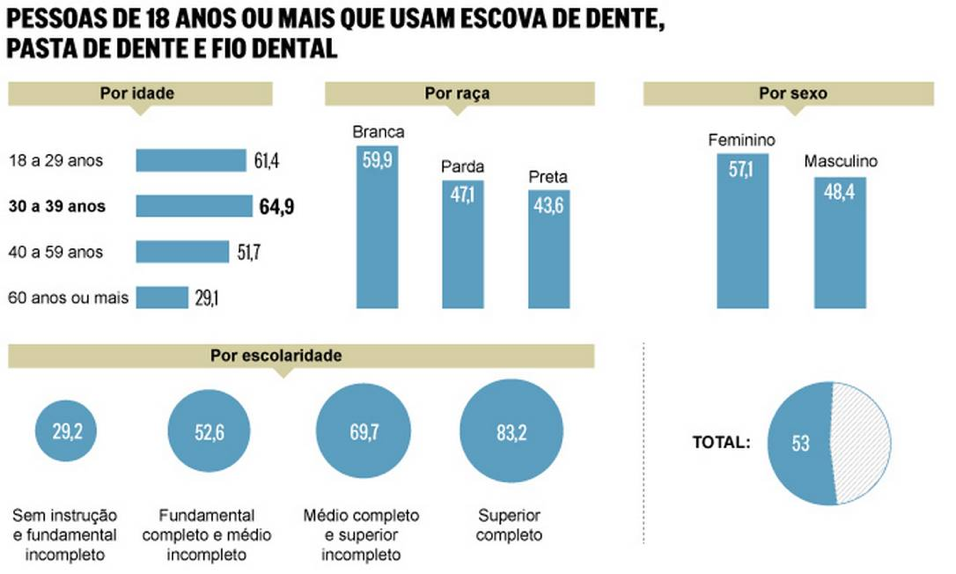 PESSOAS DE 18 ANOS OU MAIS QUE USAM ESCOVA DE DENTE,
PASTA DE DENTE E FIO DENTAL
Por idade
18 a 29 anos 61,4
30 a 39 anos 64,9
40 a 59 anos 51,7
60 anos ou mais 29,1
Por raça
Branca
59,9
Parda
47,1
Preta
43,6
Por sexo
Feminino
57,1
Masculino
48,4
Por escolaridade
29,2
Sem instrução
e fundamental
incompleto
52,6
Fundamental
completo e médio
incompleto
69,7
Médio completo
e superior
incompleto
83,2
Superior
completo
TOTAL: 53